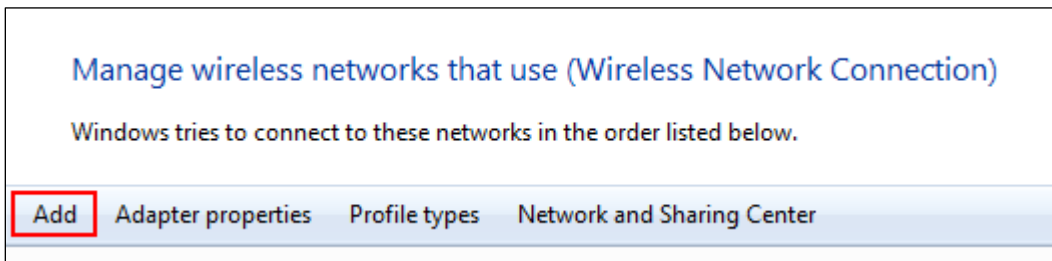 Manage wireless networks that use (Wireless Network Connection)
Windows tries to connect to these networks in the order listed below.
Add Adapter properties Profile types Network and Sharing Center